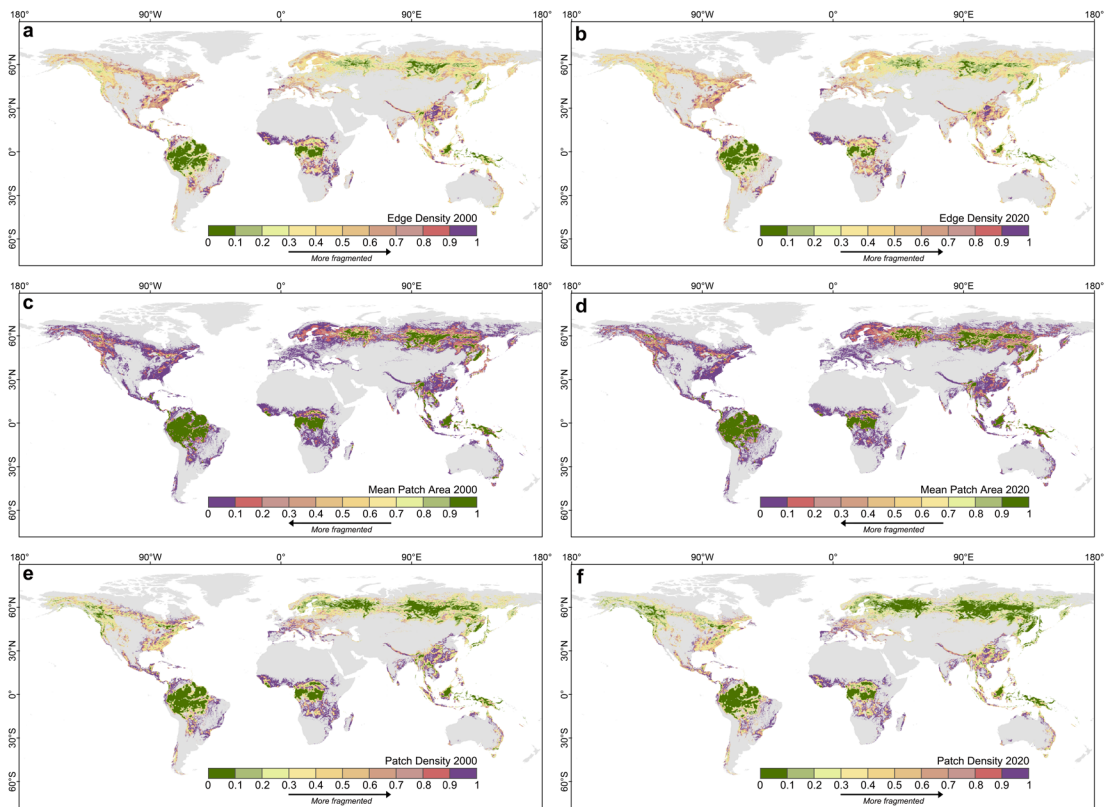 180° 90°W 0° 90°E 180°
a
60°N
30°N
0°
30°S
60°S
Edge Density 2000
0 0.1 0.2 0.3 0.4 0.5 0.6 0.7 0.8 0.9 1
More fragmented
180° 90°W 0° 90°E 180°
b
60°N
30°N
0°
30°S
60°S
Edge Density 2020
0 0.1 0.2 0.3 0.4 0.5 0.6 0.7 0.8 0.9 1
More fragmented
180° 90°W 0° 90°E 180°
c
60°N
30°N
0°
30°S
60°S
Mean Patch Area 2000
0 0.1 0.2 0.3 0.4 0.5 0.6 0.7 0.8 0.9 1
More fragmented
180° 90°W 0° 90°E 180°
d
60°N
30°N
0°
30°S
60°S
Mean Patch Area 2020
0 0.1 0.2 0.3 0.4 0.5 0.6 0.7 0.8 0.9 1
More fragmented
180° 90°W 0° 90°E 180°
e
60°N
30°N
0°
30°S
60°S
Patch Density 2000
0 0.1 0.2 0.3 0.4 0.5 0.6 0.7 0.8 0.9 1
More fragmented
180° 90°W 0° 90°E 180°
f
60°N
30°N
0°
30°S
60°S
Patch Density 2020
0 0.1 0.2 0.3 0.4 0.5 0.6 0.7 0.8 0.9 1
More fragmented